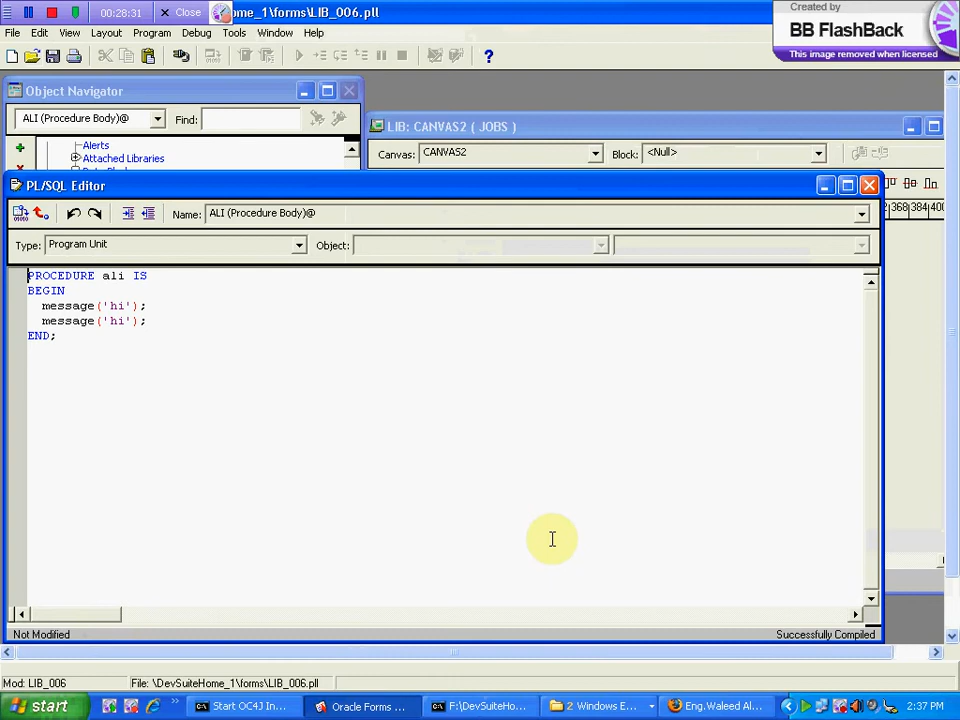 00:28:31
Close
ome_1\forms\LIB_006.pll
Created by
BB FlashBack
This image removed when licensed
File Edit View Layout Program Debug Tools Window Help
Object Navigator
ALI (Procedure Body)@
Find:
Alerts
Attached Libraries
LIB: CANVAS2 ( JOBS )
Canvas: CANVAS2
Block: <Null>
PL/SQL Editor
Name: ALI (Procedure Body)@
Type: Program Unit
Object:
PROCEDURE ali IS
BEGIN
message('hi');
message('hi');
END;
Not Modified
Successfully Compiled
Mod: LIB_006
File: \DevSuiteHome_1\forms\LIB_006.pll
start
Start OC4J In...
Oracle Forms ...
F:\DevSuiteHo...
2 Windows E...
Eng.Waleed Al...
2:37 PM